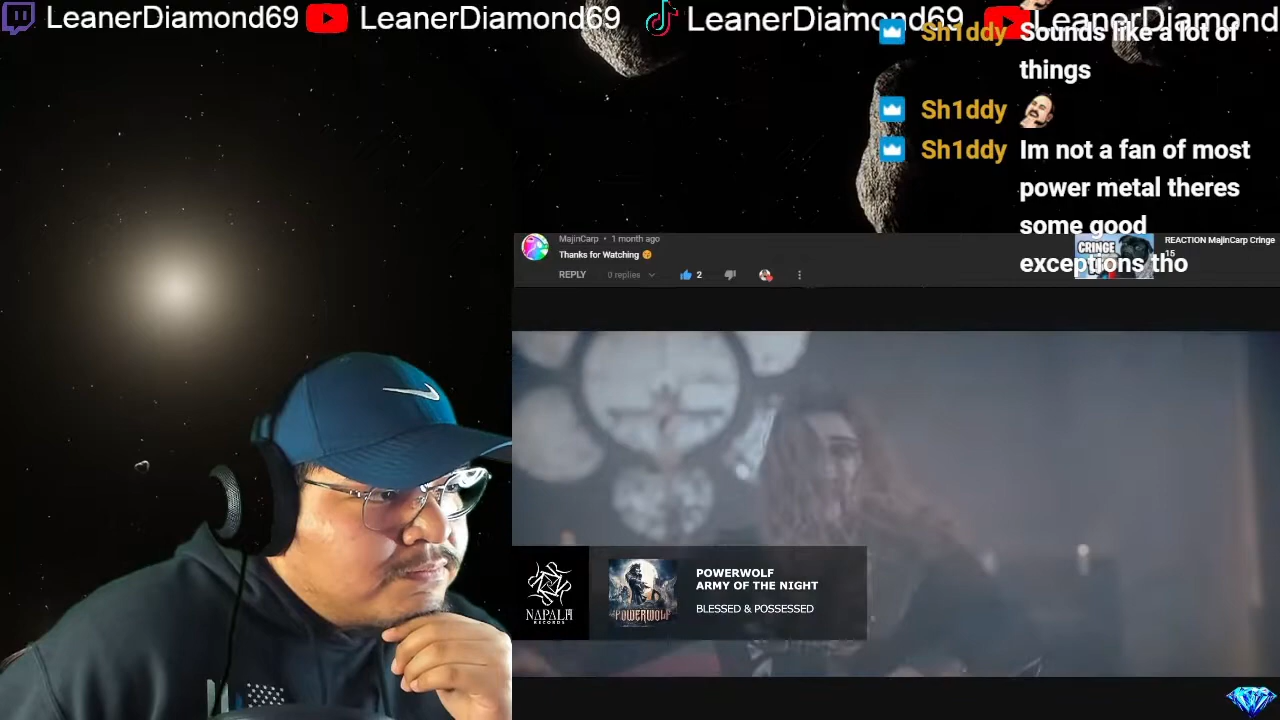 LeanerDiamond69 LeanerDiamond69 LeanerDiamond69 LeanerDiamond
Sh1ddy Sounds like a lot of
things
Sh1ddy
Sh1ddy Im not a fan of most
power metal theres
some good
exceptions tho
MajinCarp • 1 month ago
Thanks for Watching
REPLY 0 replies 2
CRINGE
REACTION MajinCarp Cringe
15
NAPALM
RECORDS
POWERWOLF
POWERWOLF
ARMY OF THE NIGHT
BLESSED & POSSESSED